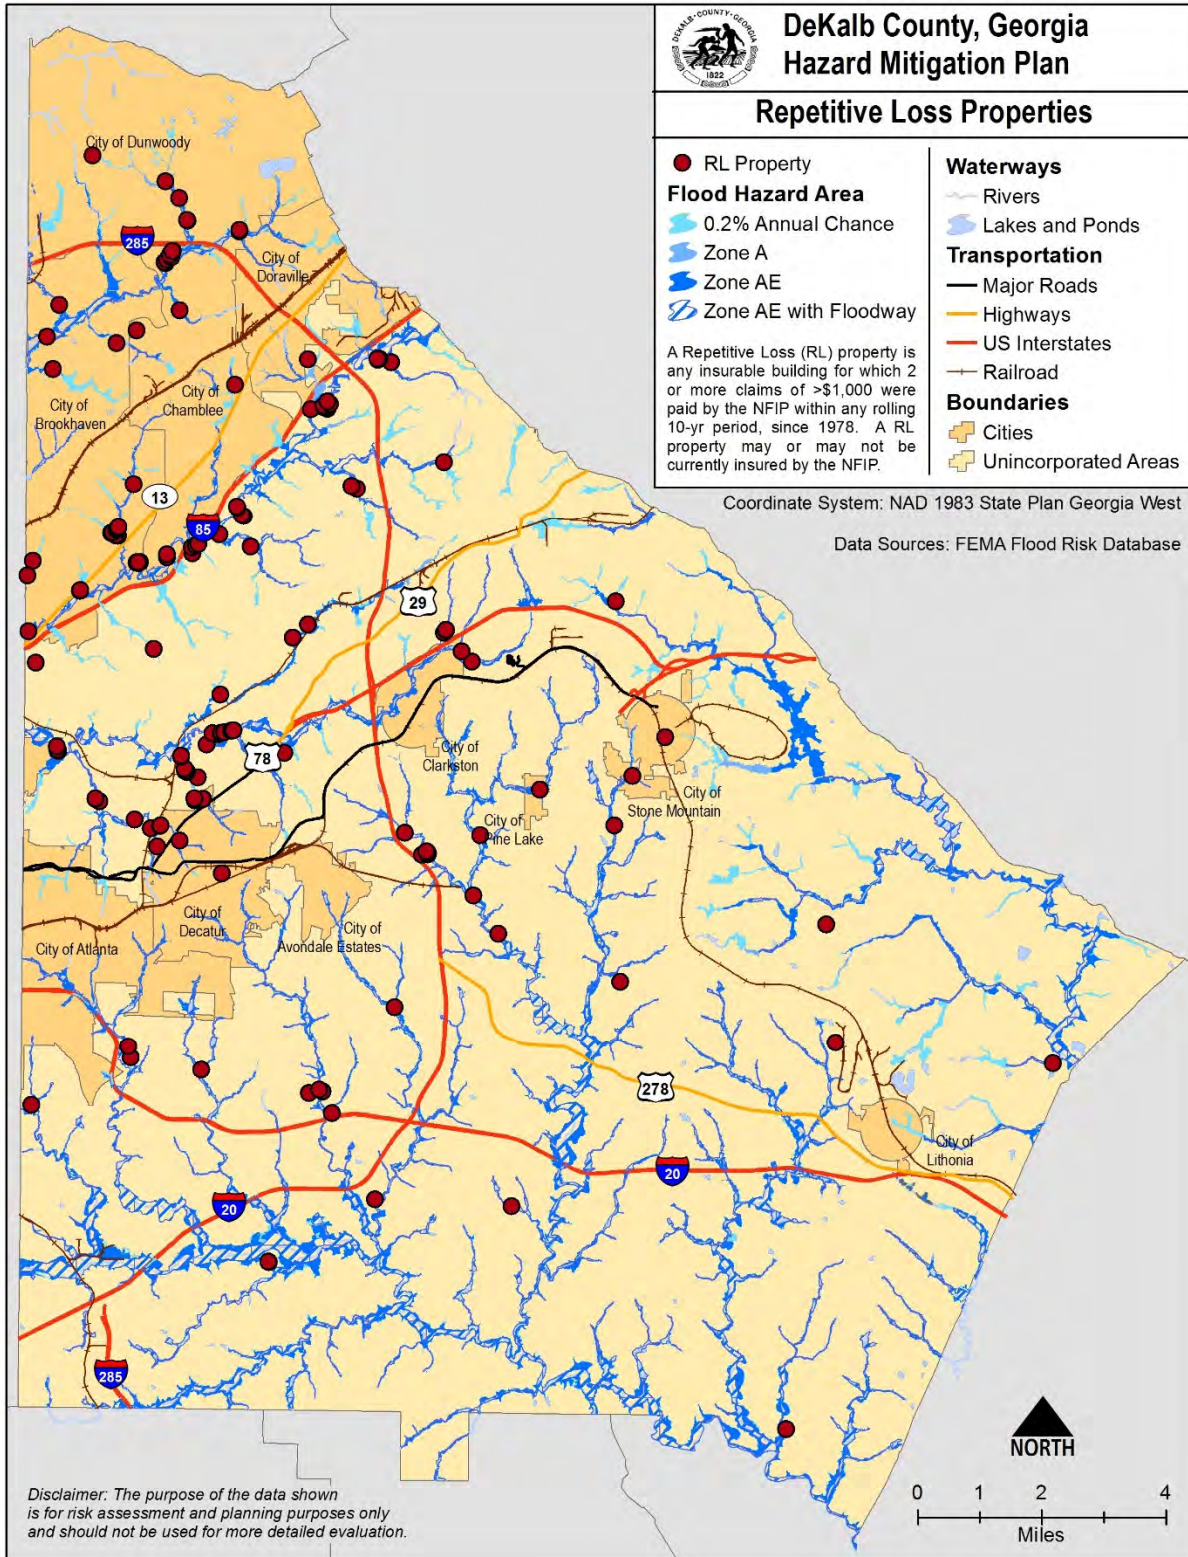 DEKALB·COUNTY·GEORGIA
1822
DeKalb County, Georgia
Hazard Mitigation Plan
Repetitive Loss Properties
RL Property
Flood Hazard Area
0.2% Annual Chance
Zone A
Zone AE
Zone AE with Floodway
A Repetitive Loss (RL) property is
any insurable building for which 2
or more claims of >$1,000 were
paid by the NFIP within any rolling
10-yr period, since 1978. A RL
property may or may not be
currently insured by the NFIP.
Waterways
Rivers
Lakes and Ponds
Transportation
Major Roads
Highways
US Interstates
Railroad
Boundaries
Cities
Unincorporated Areas
Coordinate System: NAD 1983 State Plan Georgia West
Data Sources: FEMA Flood Risk Database
City of Dunwoody
285
City of
Doraville
City of
Chamblee
City of
Brookhaven
13
85
29
78
City of
Clarkston
City of
Stone Mountain
City of
Pine Lake
City of
Decatur
City of
Avondale Estates
City of Atlanta
278
City of
Lithonia
20
20
285
NORTH
0 1 2 4
Miles
Disclaimer: The purpose of the data shown
is for risk assessment and planning purposes only
and should not be used for more detailed evaluation.